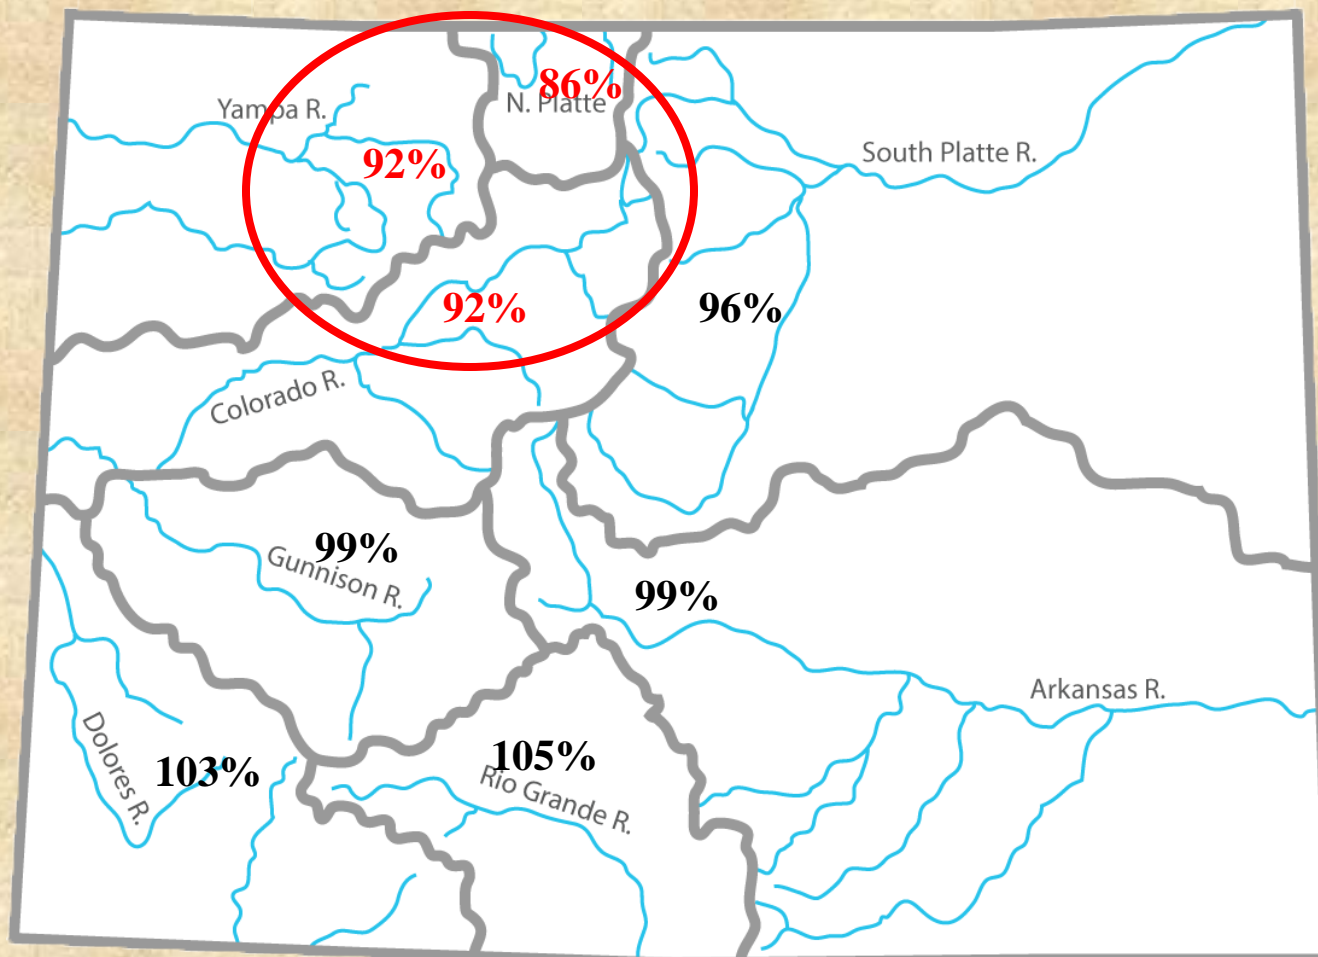 86%
N. Platte
Yampa R.
92%
South Platte R.
92%
96%
Colorado R.
99%
Gunnison R.
99%
Arkansas R.
Dolores R.
103%
105%
Rio Grande R.